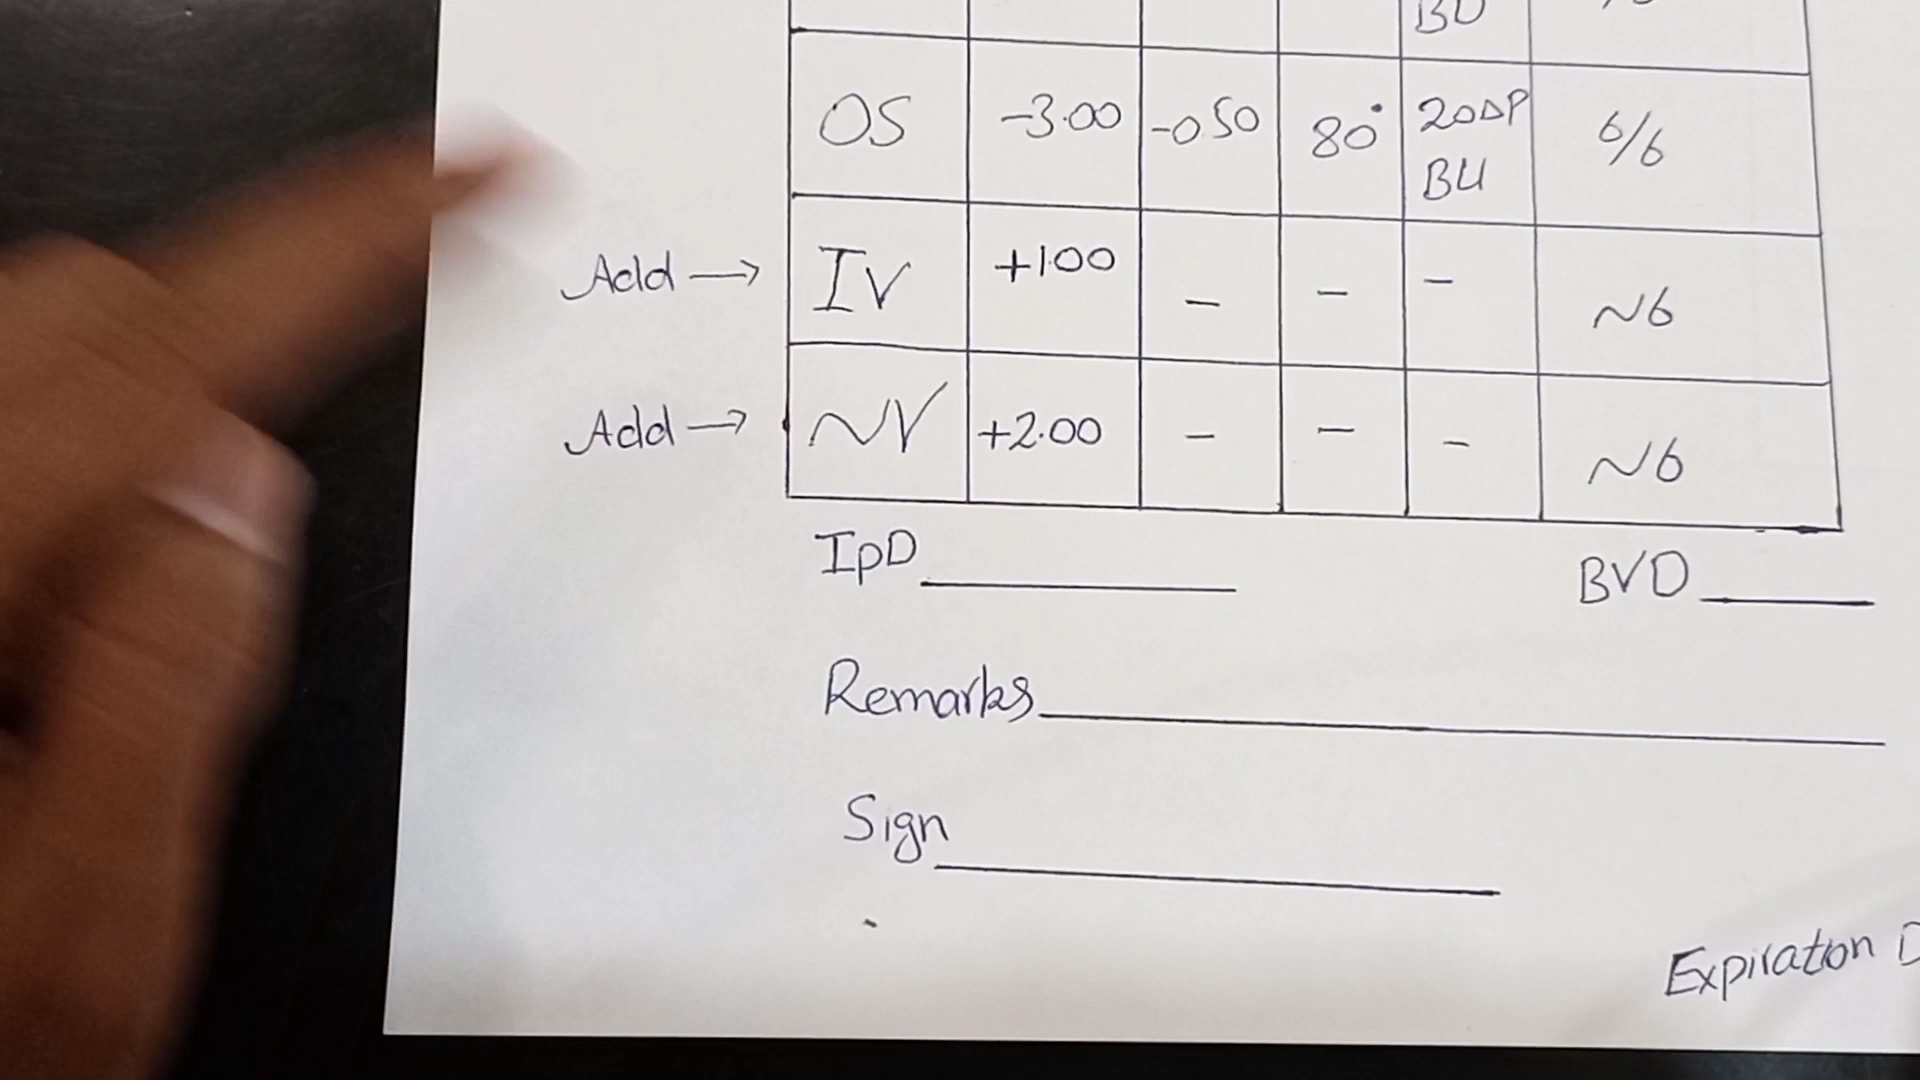 BD
OS -3.00 -0.50 80° 20ΔP BU 6/6
Add → IV +1.00 - - - N6
Add → NV +2.00 - - - N6
IPD BVD
Remarks
Sign
Expiration D